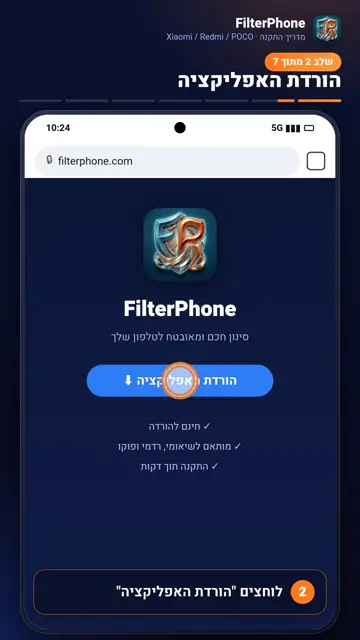 FilterPhone
מדריך התקנה · Xiaomi / Redmi / POCO
שלב 2 מתוך 7
הורדת האפליקציה
10:24
5G
filterphone.com
FilterPhone
סינון חכם ומאובטח לטלפון שלך
הורדת האפליקציה ⬇
✓ חינם להורדה
✓ מותאם לשיאומי, רדמי ופוקו
✓ התקנה תוך דקות
2
לוחצים "הורדת האפליקציה"